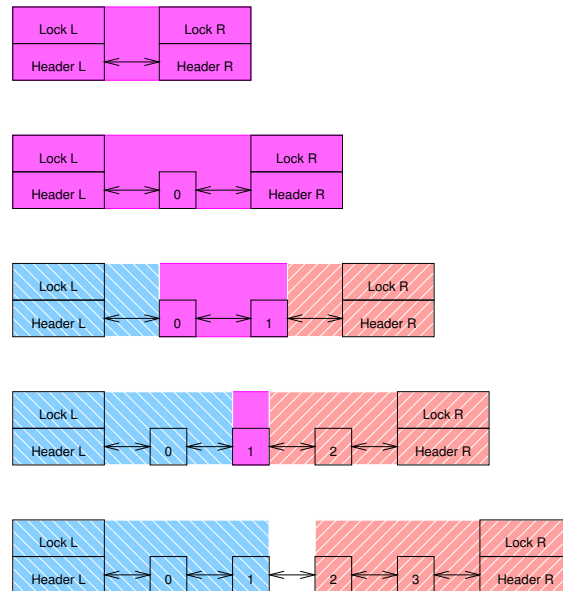 Lock L Lock R
Header L Header R
Lock L Lock R
Header L 0 Header R
Lock L Lock R
Header L 0 1 Header R
Lock L Lock R
Header L 0 1 2 Header R
Lock L Lock R
Header L 0 1 2 3 Header R